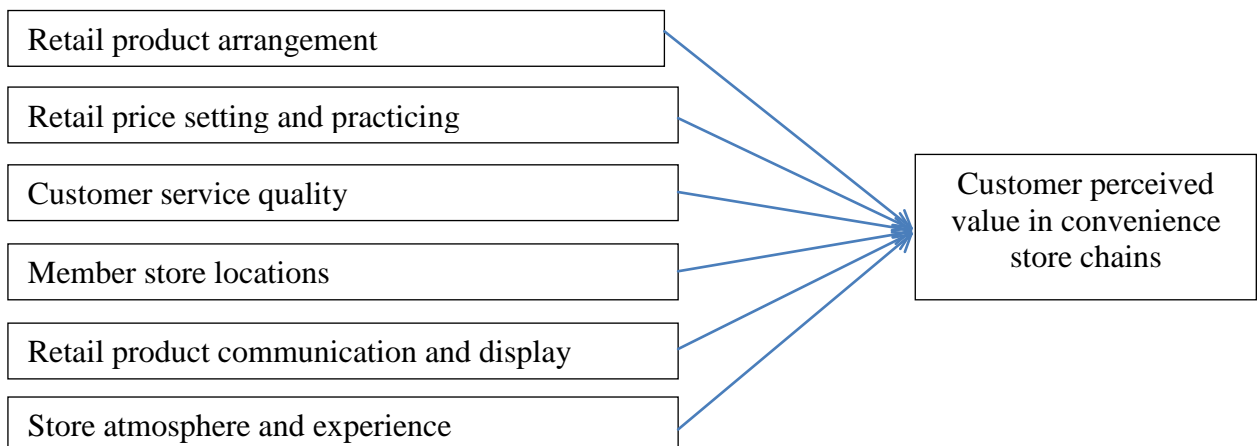 Retail product arrangement
Retail price setting and practicing
Customer service quality
Member store locations
Retail product communication and display
Store atmosphere and experience
Customer perceived
value in convenience
store chains